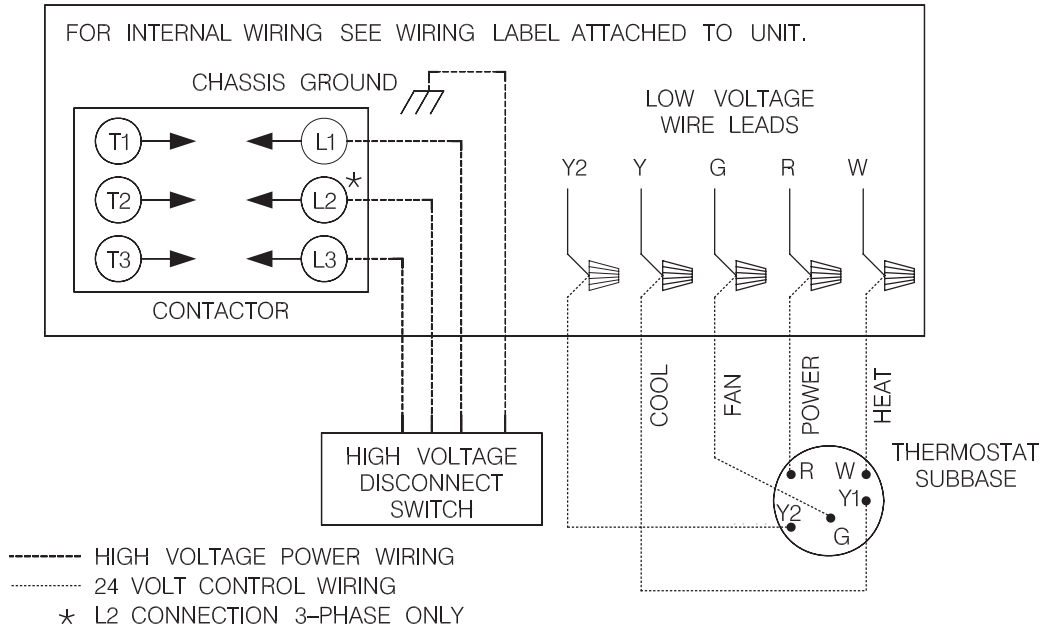 FOR INTERNAL WIRING SEE WIRING LABEL ATTACHED TO UNIT.
CHASSIS GROUND
LOW VOLTAGE
WIRE LEADS
T1
L1
T2
L2
*
T3
L3
CONTACTOR
Y2
Y
G
R
W
COOL
FAN
POWER
HEAT
HIGH VOLTAGE
DISCONNECT
SWITCH
R
W
Y1
Y2
G
THERMOSTAT
SUBBASE
HIGH VOLTAGE POWER WIRING
24 VOLT CONTROL WIRING
* L2 CONNECTION 3-PHASE ONLY